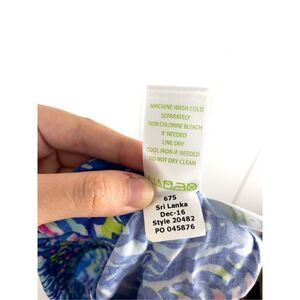 MACHINE WASH COLD
SEPARATELY
NON CHLORINE BLEACH
IF NEEDED
LINE DRY
COOL IRON IF NEEDED
DO NOT DRY CLEAN
675
Sri Lanka
Dec-16
Style 20482
PO 045876